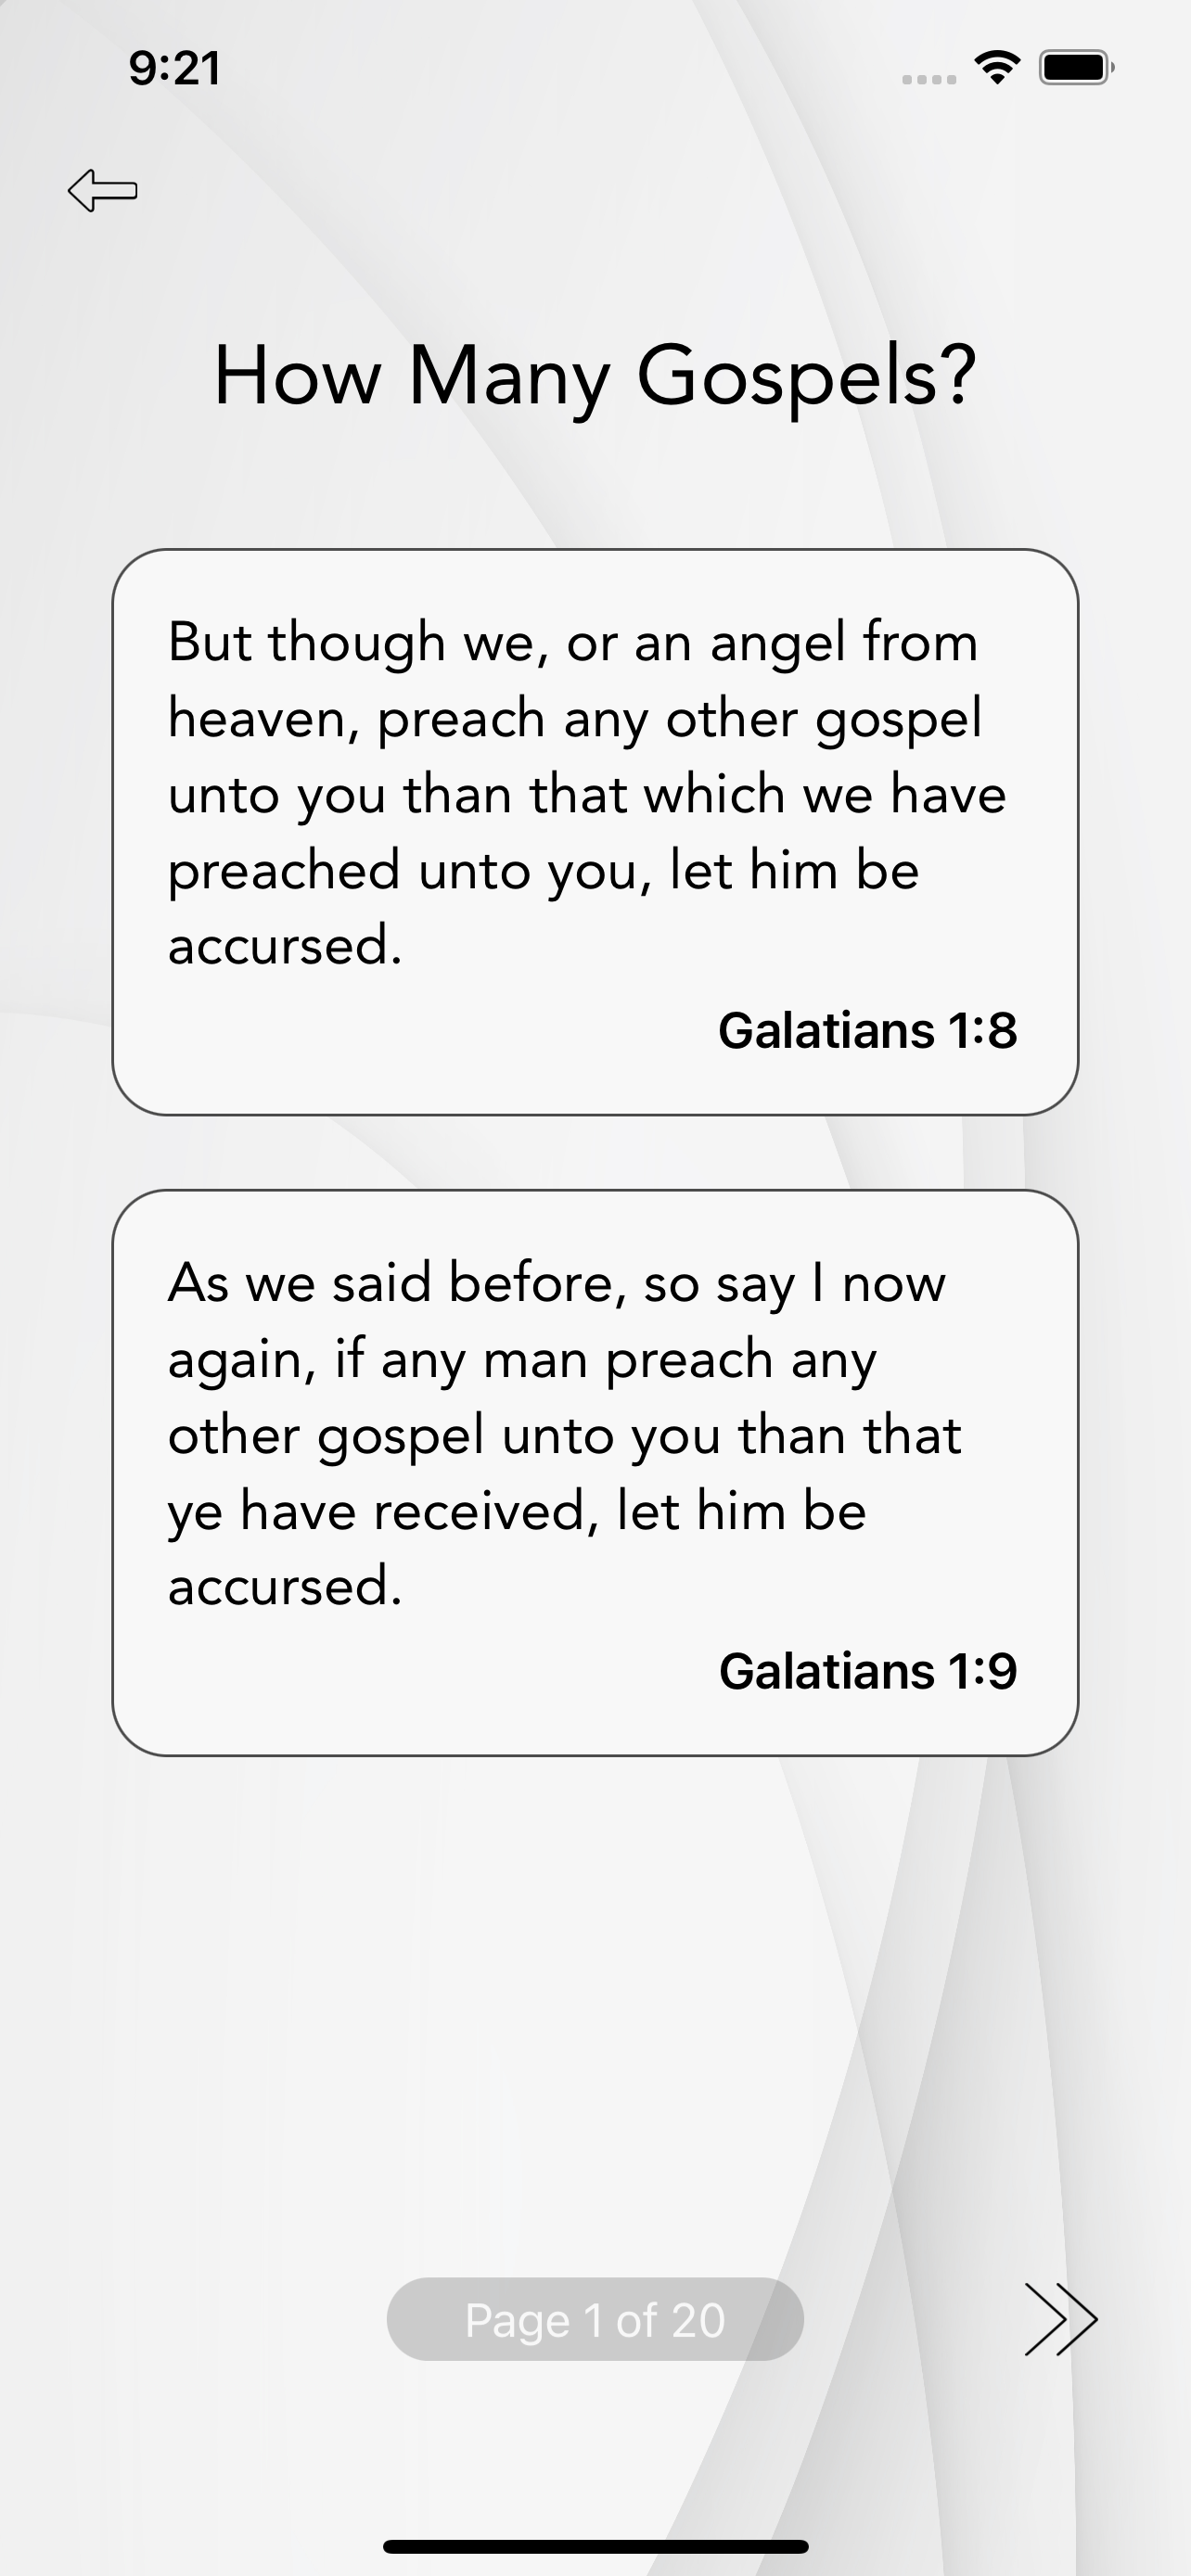 9:21
How Many Gospels?
But though we, or an angel from
heaven, preach any other gospel
unto you than that which we have
preached unto you, let him be
accursed.
Galatians 1:8
As we said before, so say I now
again, if any man preach any
other gospel unto you than that
ye have received, let him be
accursed.
Galatians 1:9
Page 1 of 20